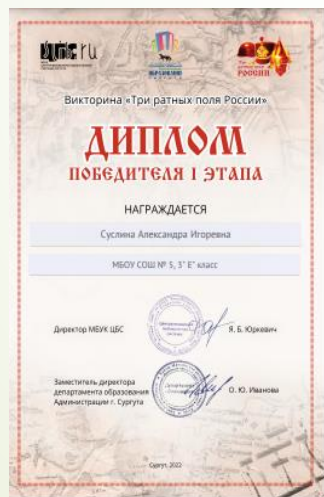 ЦБС ru
РОССИИ
Викторина «Три ратных поля России»
ДИПЛОМ
ПОБЕДИТЕЛЯ I ЭТАПА
НАГРАЖДАЕТСЯ
Суслина Александра Игоревна
МБОУ СОШ № 5, 3" Е" класс
Директор МБУК ЦБС
Я. Б. Юркевич
Заместитель директора
департамента образования
Администрации г. Сургута
О. Ю. Иванова
Сургут, 2022